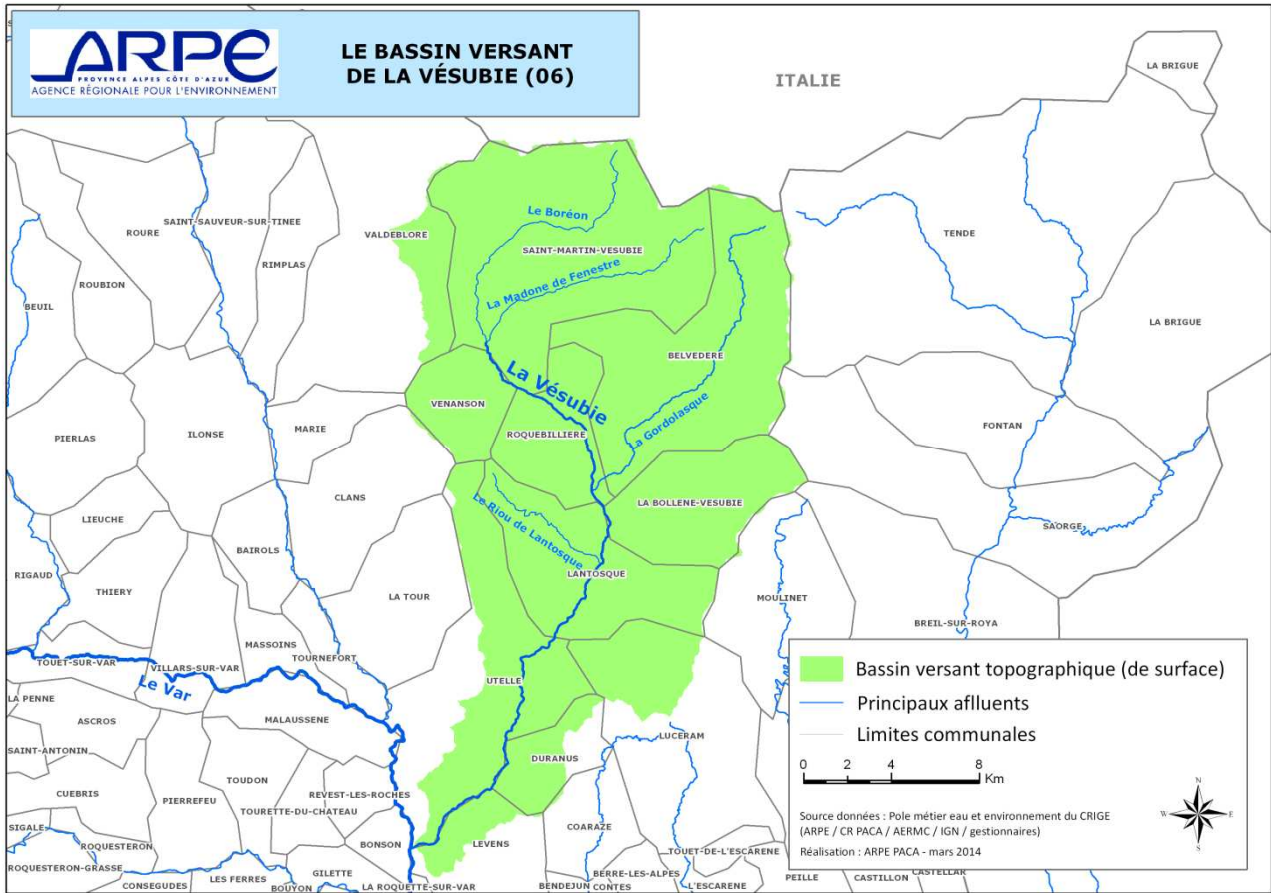 ARPE
PROVENCE ALPES CÔTE D'AZUR
AGENCE RÉGIONALE POUR L'ENVIRONNEMENT
LE BASSIN VERSANT
DE LA VÉSUBIE (06)
ITALIE
LA BRIGUE
SAINT-SAUVEUR-SUR-TINEE
ROURE
RIMPLAS
ROUBION
BEUIL
VALDEBLORE
Le Boréon
SAINT-MARTIN-VESUBIE
La Madone de Fenestre
TENDE
LA BRIGUE
BELVEDERE
La Vésubie
VENANSON
La Gordolasque
ROQUEBILLIERE
PIERLAS
ILONSE
MARIE
FONTAN
CLANS
LA BOLLENE-VESUBIE
Le Riou de Lantosque
LIEUCHE
SAORGE
BAIROLS
RIGAUD
THIERY
LANTOSQUE
LA TOUR
MOULINET
BREIL-SUR-ROYA
MASSOINS
TOURNEFORT
TOUET-SUR-VAR
VILLARS-SUR-VAR
Le Var
UTELLE
LA PENNE
ASCROS
MALAUSSENE
SAINT-ANTONIN
LUCERAM
DURANUS
TOUDON
CUEBRIS
PIERREFEU
REVEST-LES-ROCHES
TOURETTE-DU-CHATEAU
SIGALE
ROQUESTERON
BONSON
LEVENS
COARAZE
TOUET-DE-L'ESCARENE
ROQUESTERON-GRASSE
CONSEGUDES
LES FERRES
BOUYON
GILETTE
LA ROQUETTE-SUR-VAR
BENDEJUN
CONTES
BERRE-LES-ALPES
L'ESCARENE
PEILLE
CASTILLON
CASTELLAR
Bassin versant topographique (de surface)
Principaux aflluents
Limites communales
0 2 4 8
Km
Source données : Pole métier eau et environnement du CRIGE
(ARPE / CR PACA / AERMC / IGN / gestionnaires)
Réalisation : ARPE PACA - mars 2014
N
W E
S